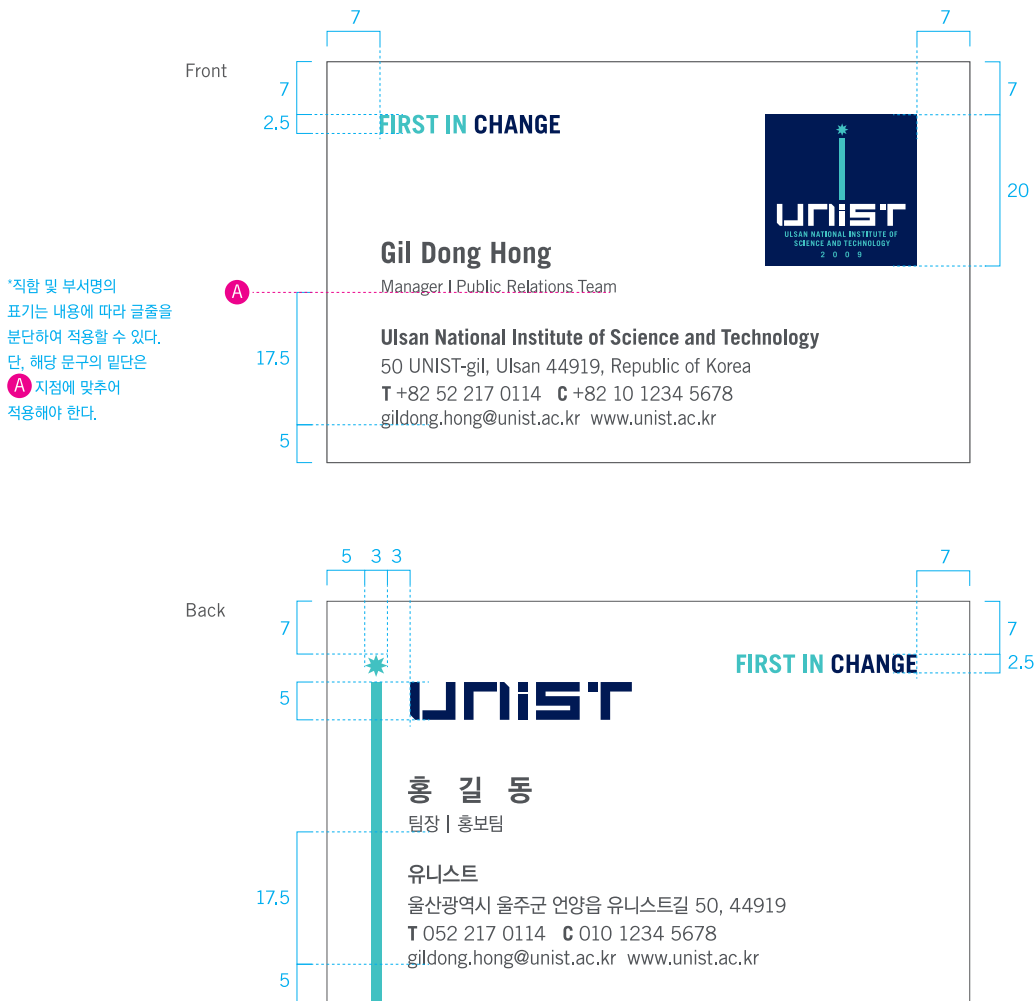 7
7
Front
7
2.5
FIRST IN CHANGE
7
20
UNiST
ULSAN NATIONAL INSTITUTE OF
SCIENCE AND TECHNOLOGY
2 0 0 9
Gil Dong Hong
Manager I Public Relations Team
A
*직함 및 부서명의
표기는 내용에 따라 글줄을
분단하여 적용할 수 있다.
단, 해당 문구의 밑단은
A 지점에 맞추어
적용해야 한다.
17.5
5
Ulsan National Institute of Science and Technology
50 UNIST-gil, Ulsan 44919, Republic of Korea
T +82 52 217 0114 C +82 10 1234 5678
gildong.hong@unist.ac.kr www.unist.ac.kr
5 3 3
7
Back
7
5
7
2.5
FIRST IN CHANGE
UNiST
홍 길 동
팀장 | 홍보팀
17.5
5
유니스트
울산광역시 울주군 언양읍 유니스트길 50, 44919
T 052 217 0114 C 010 1234 5678
gildong.hong@unist.ac.kr www.unist.ac.kr